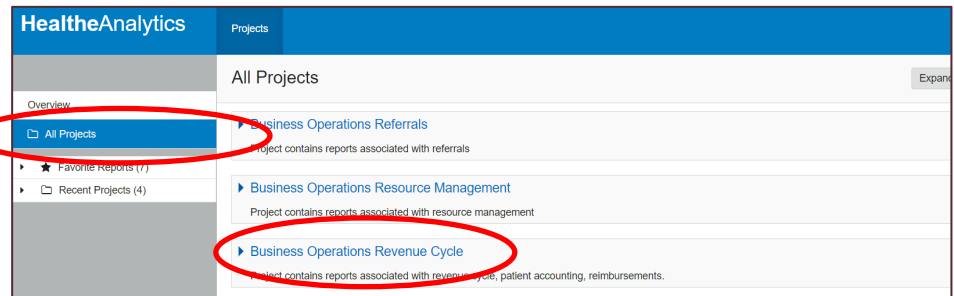 HealtheAnalytics
Projects
All Projects
Expand
Overview
All Projects
Favorite Reports (7)
Recent Projects (4)
Business Operations Referrals
Project contains reports associated with referrals
Business Operations Resource Management
Project contains reports associated with resource management
Business Operations Revenue Cycle
Project contains reports associated with revenue cycle, patient accounting, reimbursements.